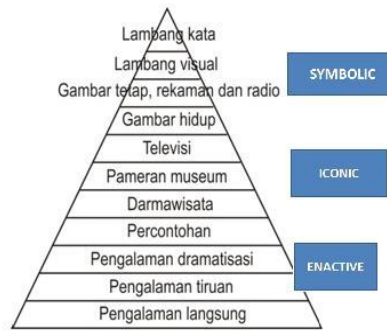 Lambang kata
Lambang visual
Gambar tetap, rekaman dan radio
Gambar hidup
Televisi
Pameran museum
Darmawisata
Percontohan
Pengalaman dramatisasi
Pengalaman tiruan
Pengalaman langsung
SYMBOLIC
ICONIC
ENACTIVE